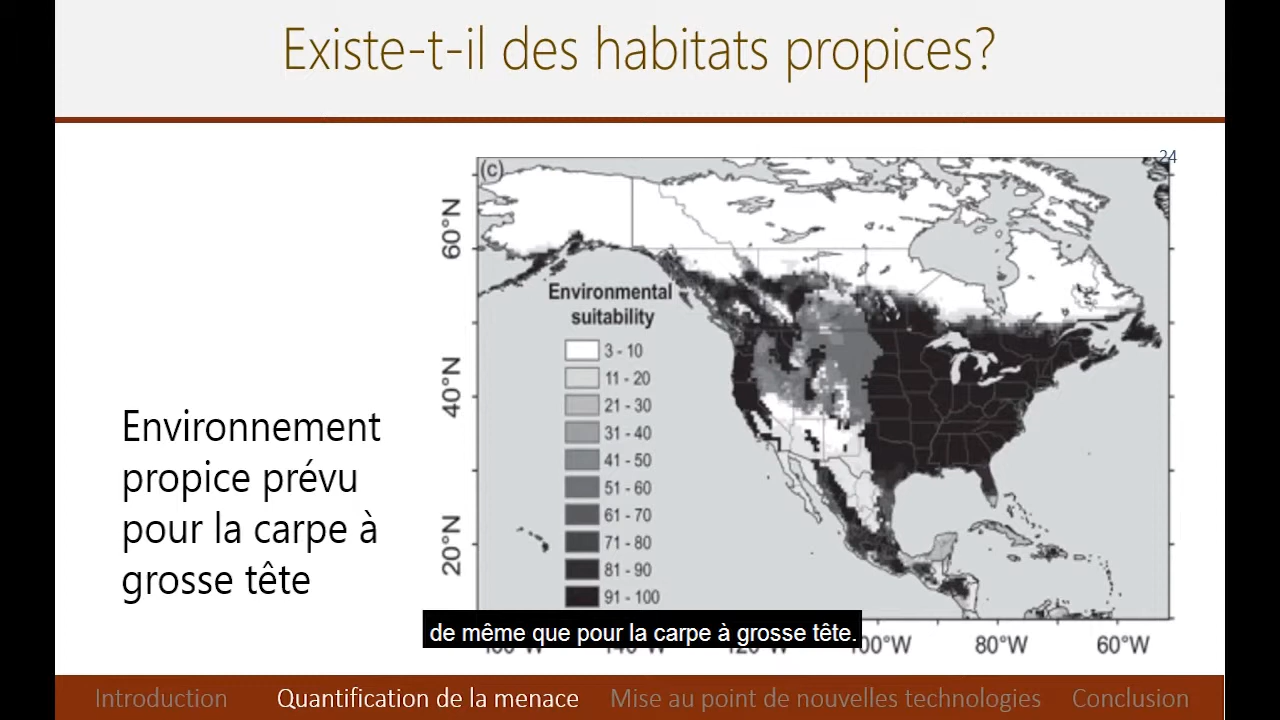 Existe-t-il des habitats propices?
24
(c)
60°N
40°N
20°N
Environmental
suitability
3 - 10
11 - 20
21 - 30
31 - 40
41 - 50
51 - 60
61 - 70
71 - 80
81 - 90
91 - 100
Environnement
propice prévu
pour la carpe à
grosse tête
de même que pour la carpe à grosse tête.
80°W
60°W
Introduction
Quantification de la menace
Mise au point de nouvelles technologies
Conclusion